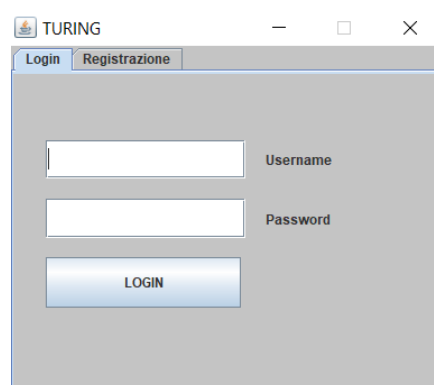 TURING
Login Registrazione
Username
Password
LOGIN